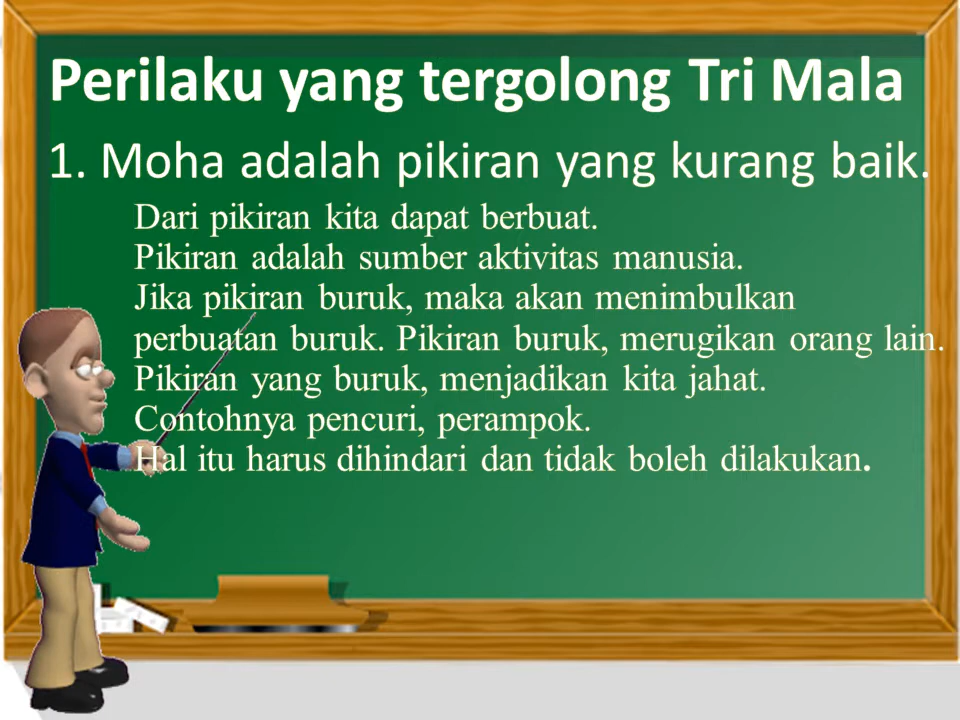 Perilaku yang tergolong Tri Mala
1. Moha adalah pikiran yang kurang baik.
Dari pikiran kita dapat berbuat.
Pikiran adalah sumber aktivitas manusia.
Jika pikiran buruk, maka akan menimbulkan
perbuatan buruk. Pikiran buruk, merugikan orang lain.
Pikiran yang buruk, menjadikan kita jahat.
Contohnya pencuri, perampok.
Hal itu harus dihindari dan tidak boleh dilakukan.